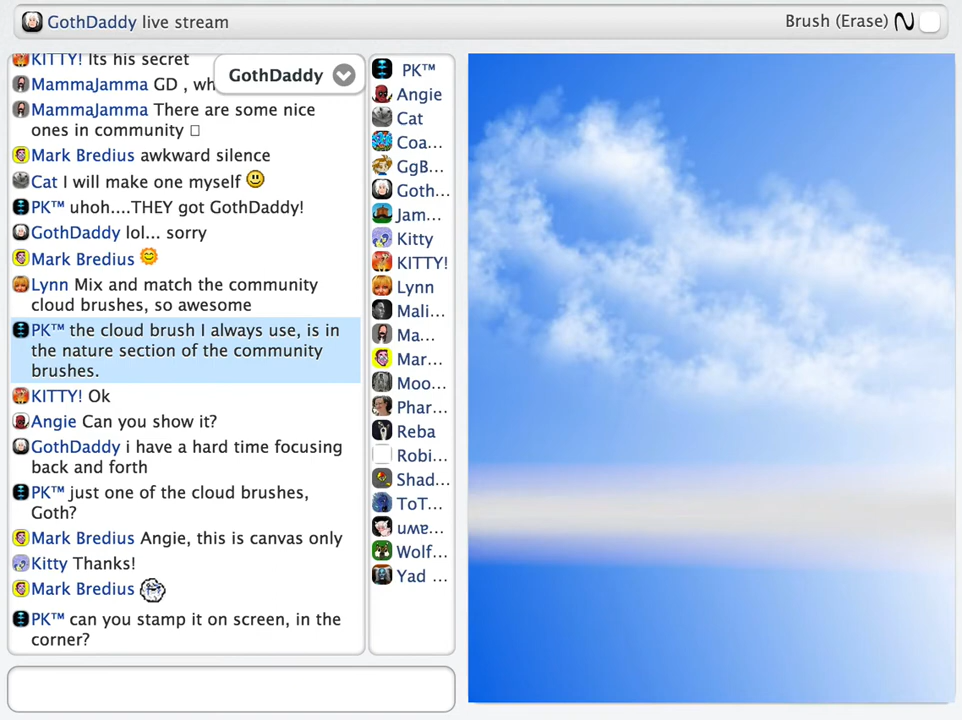 GothDaddy live stream
Brush (Erase)
KITTY! Its his secret
GothDaddy
MammaJamma GD , wh
MammaJamma There are some nice
ones in community
Mark Bredius awkward silence
Cat I will make one myself
PK™ uhoh....THEY got GothDaddy!
GothDaddy lol... sorry
Mark Bredius
Lynn Mix and match the community
cloud brushes, so awesome
PK™ the cloud brush I always use, is in
the nature section of the community
brushes.
KITTY! Ok
Angie Can you show it?
GothDaddy i have a hard time focusing
back and forth
PK™ just one of the cloud brushes,
Goth?
Mark Bredius Angie, this is canvas only
Kitty Thanks!
Mark Bredius
PK™ can you stamp it on screen, in the
corner?
PK™
Angie
Cat
Coa...
GgB...
Goth...
Jam...
Kitty
KITTY!
Lynn
Mali...
Ma...
Mar...
Moo...
Phar...
Reba
Robi...
Shad...
ToT...
Wolf...
Yad ...